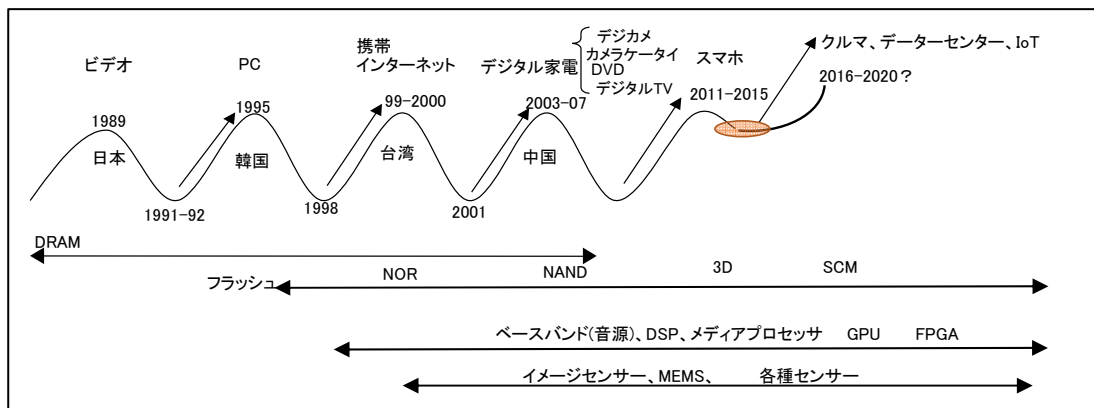 デジカメ
携帯
カメラケータイ
クルマ、データーセンター、IoT
ビデオ
PC
インターネット
デジタル家電
DVD
スマホ
デジタルTV
2016-2020？
1989
1995
99-2000
2003-07
2011-2015
日本
韓国
台湾
中国
1991-92
1998
2001
DRAM
フラッシュ
NOR
NAND
3D
SCM
ベースバンド(音源)、DSP、メディアプロセッサ GPU FPGA
イメージセンサー、MEMS、 各種センサー